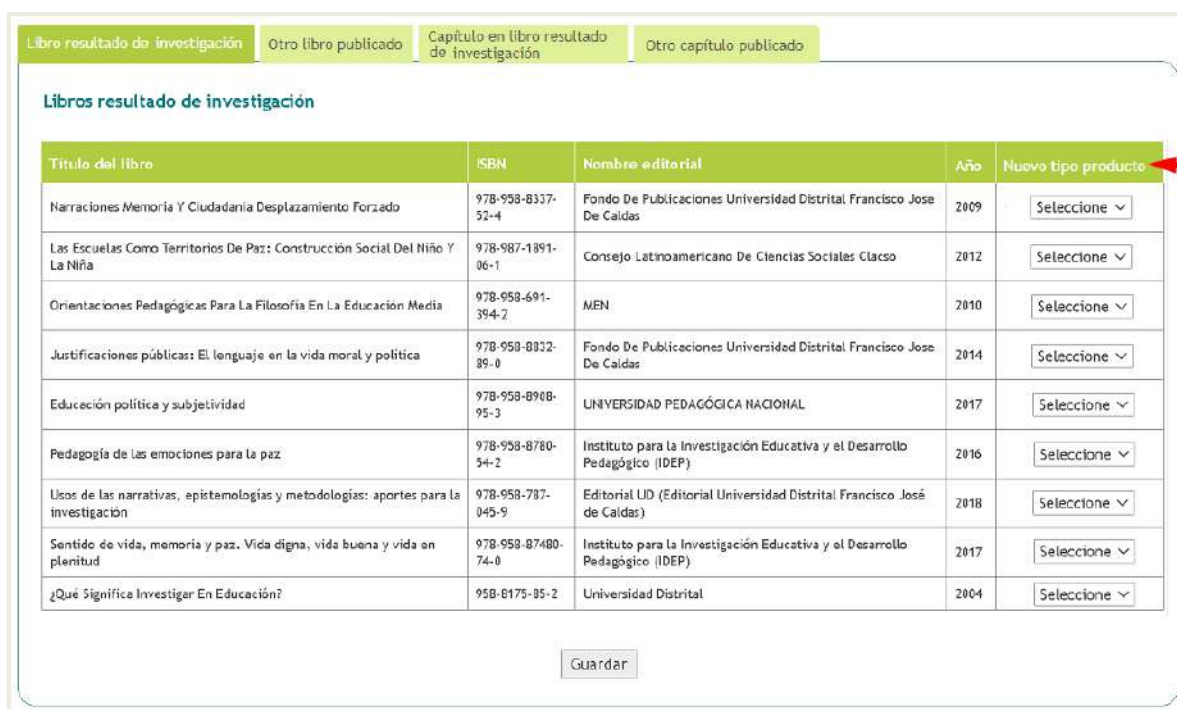 Libro resultado de investigación
Otro libro publicado
Capítulo en libro resultado
de investigación
Otro capítulo publicado
Libros resultado de investigación
Título del libro ISBN Nombre editorial Año Nuevo tipo producto
Narraciones Memoria Y Ciudadania Desplazamiento Forzado
978-958-8337-
52-4
Fondo De Publicaciones Universidad Distrital Francisco Jose
De Caldas
2009
Seleccione
Las Escuelas Como Territorios De Paz: Construcción Social Del Niño Y
La Niña
978-987-1891-
06-1
Consejo Latinoamericano De Ciencias Sociales Clacso
2012
Seleccione
Orientaciones Pedagógicas Para La Filosofía En La Educación Media
978-958-691-
394-2
MEN
2010
Seleccione
Justificaciones públicas: El lenguaje en la vida moral y política
978-958-8832-
89-0
Fondo De Publicaciones Universidad Distrital Francisco Jose
De Caldas
2014
Seleccione
Educación política y subjetividad
978-958-8908-
95-3
UNIVERSIDAD PEDAGÓGICA NACIONAL
2017
Seleccione
Pedagogía de las emociones para la paz
978-958-8780-
54-2
Instituto para la Investigación Educativa y el Desarrollo
Pedagógico (IDEP)
2016
Seleccione
Usos de las narrativas, epistemologías y metodologías: aportes para la
investigación
978-958-787-
045-9
Editorial UD (Editorial Universidad Distrital Francisco José
de Caldas)
2018
Seleccione
Sentido de vida, memoria y paz. Vida digna, vida buena y vida en
plenitud
978-958-87480-
74-0
Instituto para la Investigación Educativa y el Desarrollo
Pedagógico (IDEP)
2017
Seleccione
¿Qué Significa Investigar En Educación?
958-8175-85-2
Universidad Distrital
2004
Seleccione
Guardar